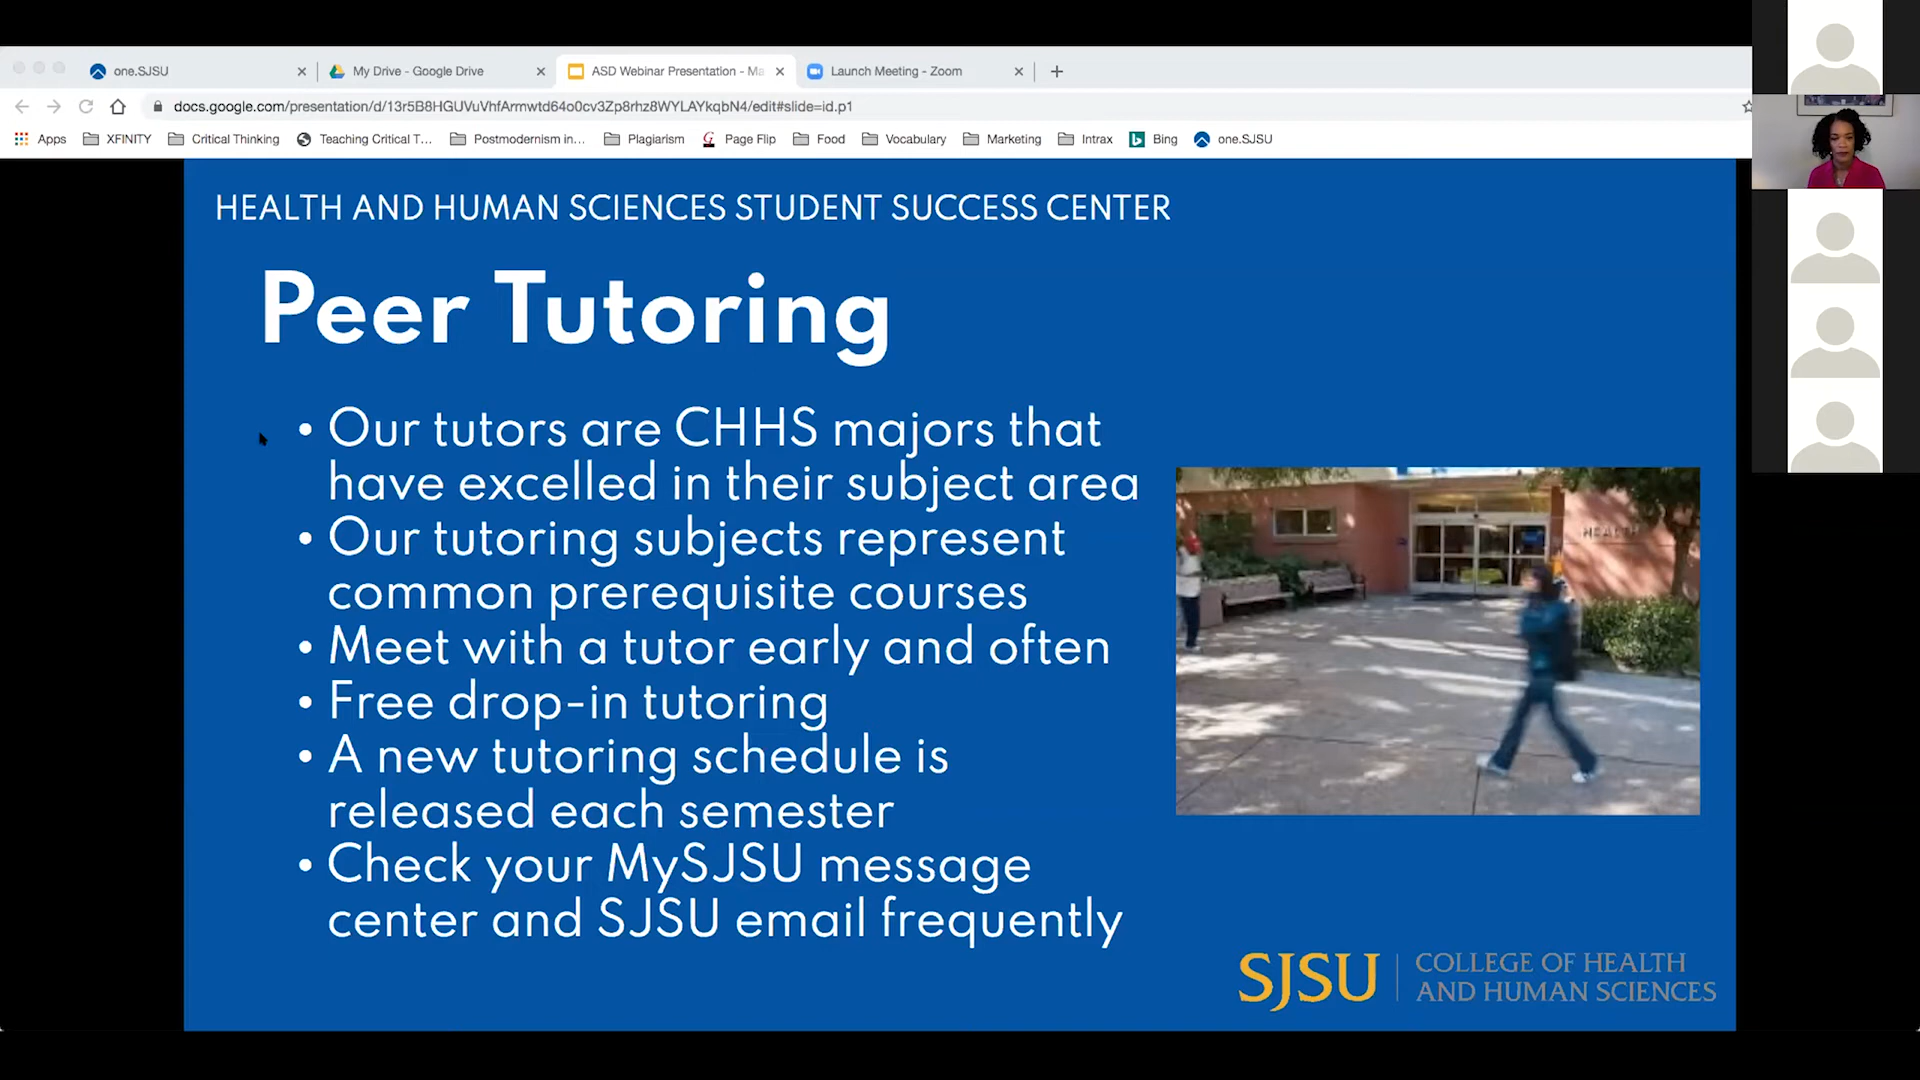 one.SJSU
My Drive - Google Drive
ASD Webinar Presentation - Ma
Launch Meeting - Zoom
docs.google.com/presentation/d/13r5B8HGUVuVhfArmwtd64o0cv3Zp8rhz8WYLAYkqbN4/edit#slide=id.p1
Apps XFINITY Critical Thinking Teaching Critical T... Postmodernism in... Plagiarism Page Flip Food Vocabulary Marketing Intrax Bing one.SJSU
HEALTH AND HUMAN SCIENCES STUDENT SUCCESS CENTER
Peer Tutoring
• Our tutors are CHHS majors that
have excelled in their subject area
• Our tutoring subjects represent
common prerequisite courses
• Meet with a tutor early and often
• Free drop-in tutoring
• A new tutoring schedule is
released each semester
• Check your MySJSU message
center and SJSU email frequently
HEALTH
SJSU
COLLEGE OF HEALTH
AND HUMAN SCIENCES